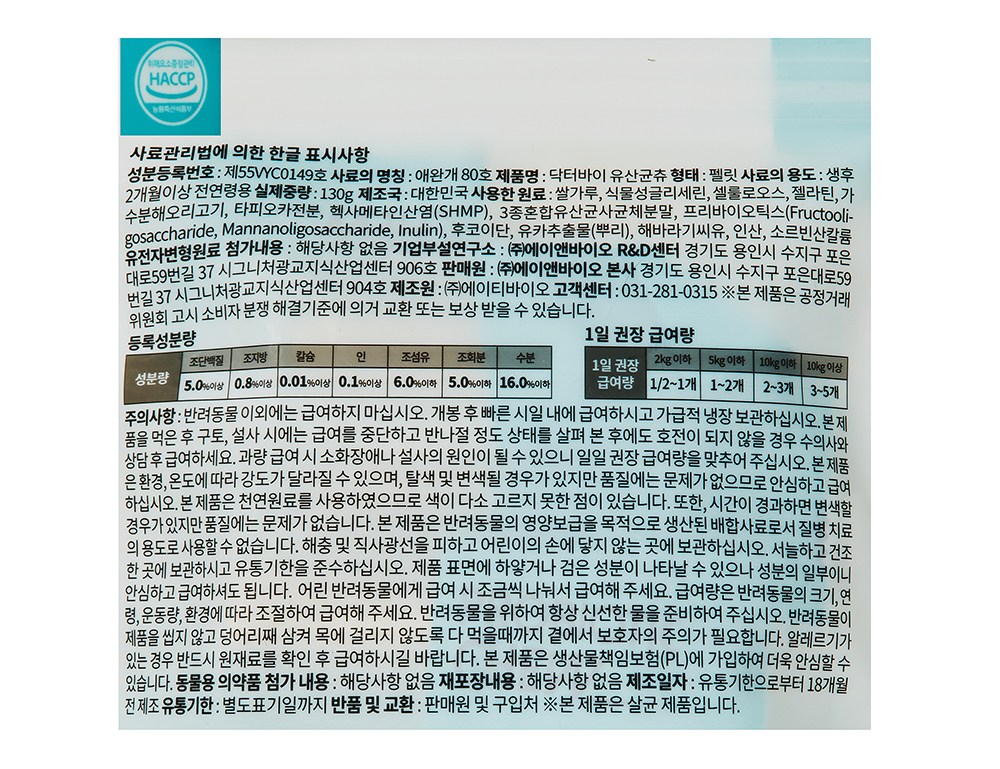 위해요소중점관리
HACCP
농림축산식품부
사료관리법에 의한 한글 표시사항
성분등록번호 : 제55VYC0149호 사료의 명칭 : 애완개 80호 제품명 : 닥터바이 유산균츄 형태 : 펠릿 사료의 용도 : 생후
2개월이상 전연령용 실제중량 : 130g 제조국 : 대한민국 사용한 원료 : 쌀가루, 식물성글리세린, 셀룰로오스, 젤라틴, 가
수분해오리고기, 타피오카전분, 헥사메타인산염(SHMP), 3종혼합유산균사균체분말, 프리바이오틱스(Fructooli-
gosaccharide, Mannanoligosaccharide, Inulin), 후코이단, 유카추출물(뿌리), 해바라기씨유, 인산, 소르빈산칼륨
유전자변형원료 첨가내용 : 해당사항 없음 기업부설연구소 : ㈜에이앤바이오 R&D센터 경기도 용인시 수지구 포은
대로59번길 37 시그니처광교지식산업센터 906호 판매원 : ㈜에이앤바이오 본사 경기도 용인시 수지구 포은대로59
번길 37 시그니처광교지식산업센터 904호 제조원 : ㈜에이티바이오 고객센터 : 031-281-0315 ※본 제품은 공정거래
위원회 고시 소비자 분쟁 해결기준에 의거 교환 또는 보상 받을 수 있습니다.
등록성분량
성분량 조단백질 조지방 칼슘 인 조섬유 조회분 수분
5.0%이상 0.8%이상 0.01%이상 0.1%이상 6.0%이하 5.0%이하 16.0%이하
1일 권장 급여량
1일 권장 급여량 2kg 이하 5kg 이하 10kg 이하 10kg 이상
1/2~1개 1~2개 2~3개 3~5개
주의사항 : 반려동물 이외에는 급여하지 마십시오. 개봉 후 빠른 시일 내에 급여하시고 가급적 냉장 보관하십시오. 본 제
품을 먹은 후 구토, 설사 시에는 급여를 중단하고 반나절 정도 상태를 살펴 본 후에도 호전이 되지 않을 경우 수의사와
상담 후 급여하세요. 과량 급여 시 소화장애나 설사의 원인이 될 수 있으니 일일 권장 급여량을 맞추어 주십시오. 본 제품
은 환경, 온도에 따라 강도가 달라질 수 있으며, 탈색 및 변색될 경우가 있지만 품질에는 문제가 없으므로 안심하고 급여
하십시오. 본 제품은 천연원료를 사용하였으므로 색이 다소 고르지 못한 점이 있습니다. 또한, 시간이 경과하면 변색할
경우가 있지만 품질에는 문제가 없습니다. 본 제품은 반려동물의 영양보급을 목적으로 생산된 배합사료로서 질병 치료
의 용도로 사용할 수 없습니다. 해충 및 직사광선을 피하고 어린이의 손에 닿지 않는 곳에 보관하십시오. 서늘하고 건조
한 곳에 보관하시고 유통기한을 준수하십시오. 제품 표면에 하얗거나 검은 성분이 나타날 수 있으나 성분의 일부이니
안심하고 급여하셔도 됩니다. 어린 반려동물에게 급여 시 조금씩 나눠서 급여해 주세요. 급여량은 반려동물의 크기, 연
령, 운동량, 환경에 따라 조절하여 급여해 주세요. 반려동물을 위하여 항상 신선한 물을 준비하여 주십시오. 반려동물이
제품을 씹지 않고 덩어리째 삼켜 목에 걸리지 않도록 다 먹을때까지 곁에서 보호자의 주의가 필요합니다. 알레르기가
있는 경우 반드시 원재료를 확인 후 급여하시길 바랍니다. 본 제품은 생산물책임보험(PL)에 가입하여 더욱 안심할 수
있습니다. 동물용 의약품 첨가 내용 : 해당사항 없음 재포장내용 : 해당사항 없음 제조일자 : 유통기한으로부터 18개월
전 제조 유통기한 : 별도표기일까지 반품 및 교환 : 판매원 및 구입처 ※본 제품은 살균 제품입니다.